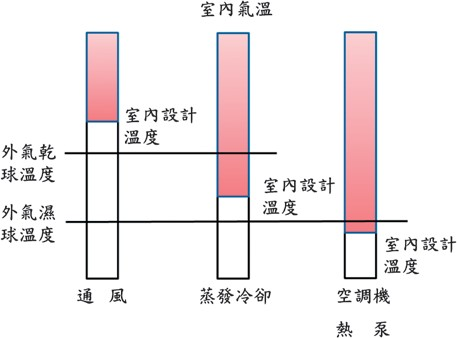 室內氣溫
室內設計
溫度
外氣乾
球溫度
室內設計
溫度
外氣濕
球溫度
室內設計
溫度
通 風
蒸發冷卻
空調機
熱 泵